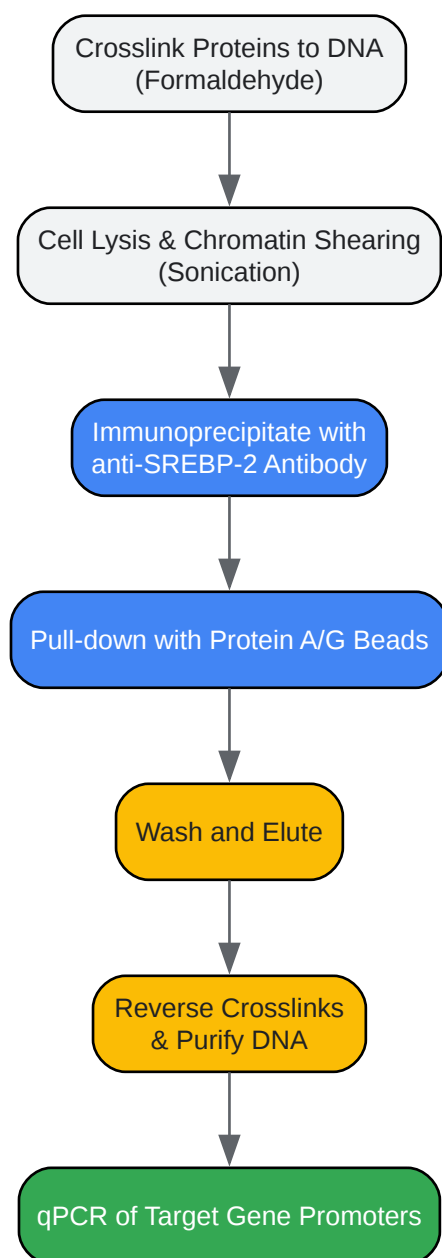 Crosslink Proteins to DNA
(Formaldehyde)
Cell Lysis & Chromatin Shearing
(Sonication)
Immunoprecipitate with
anti-SREBP-2 Antibody
Pull-down with Protein A/G Beads
Wash and Elute
Reverse Crosslinks
& Purify DNA
qPCR of Target Gene Promoters